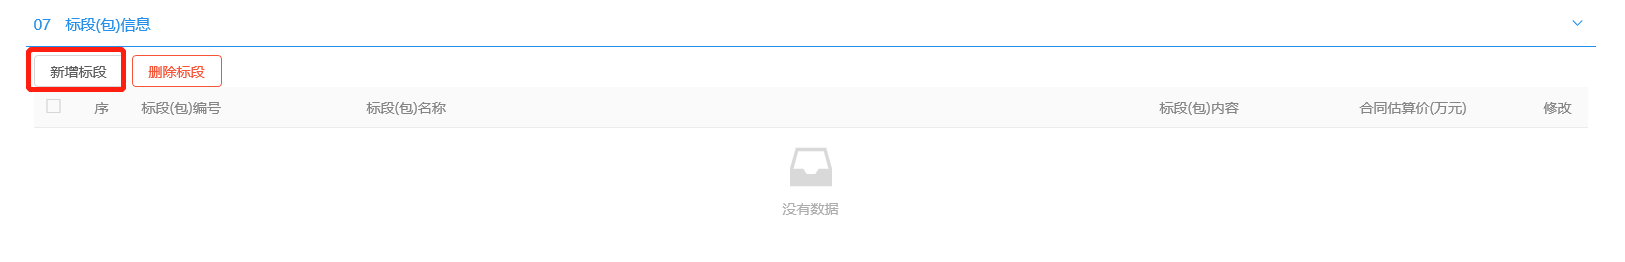 07 标段(包)信息
新增标段 删除标段
序 标段(包)编号 标段(包)名称 标段(包)内容 合同估算价(万元) 修改
没有数据